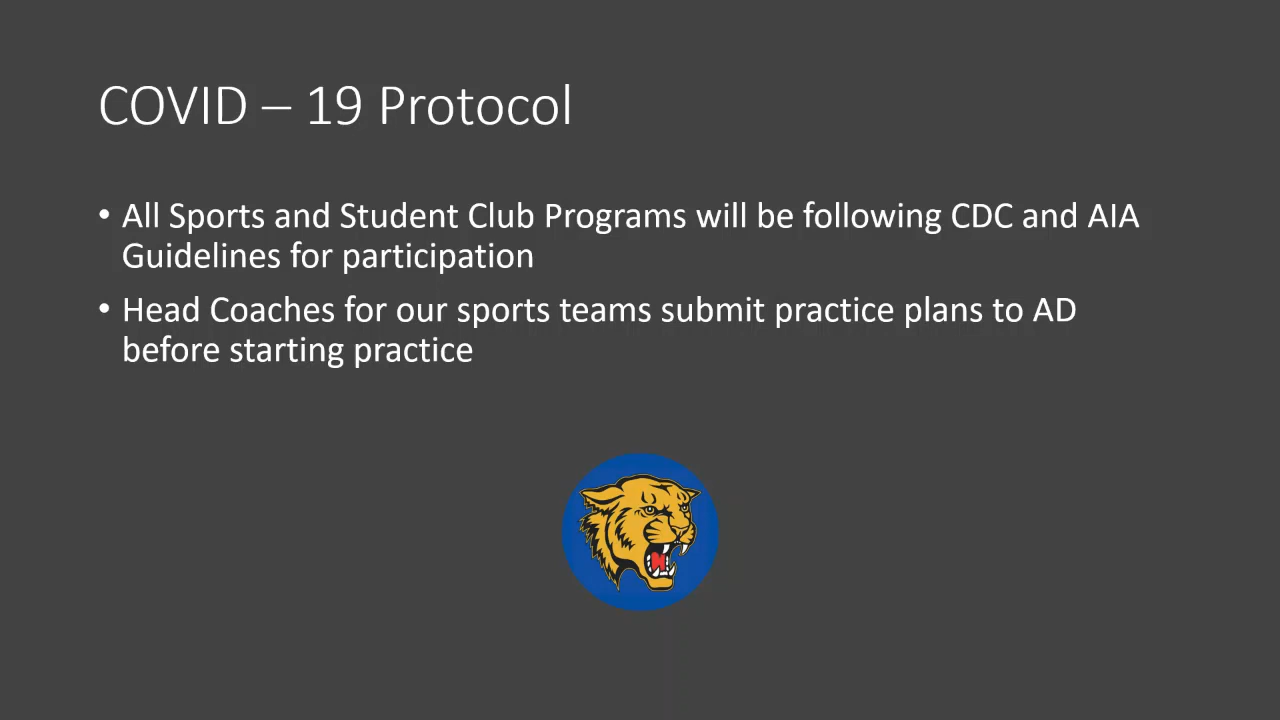 COVID – 19 Protocol
• All Sports and Student Club Programs will be following CDC and AIA
Guidelines for participation
• Head Coaches for our sports teams submit practice plans to AD
before starting practice